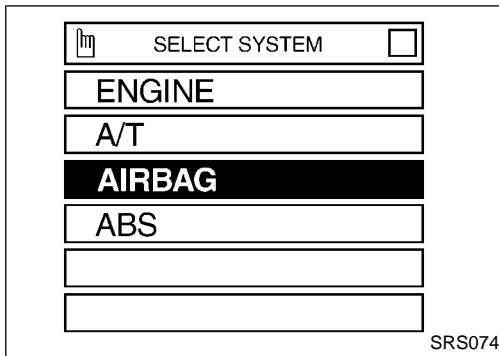 SELECT SYSTEM
ENGINE
A/T
AIRBAG
ABS
SRS074